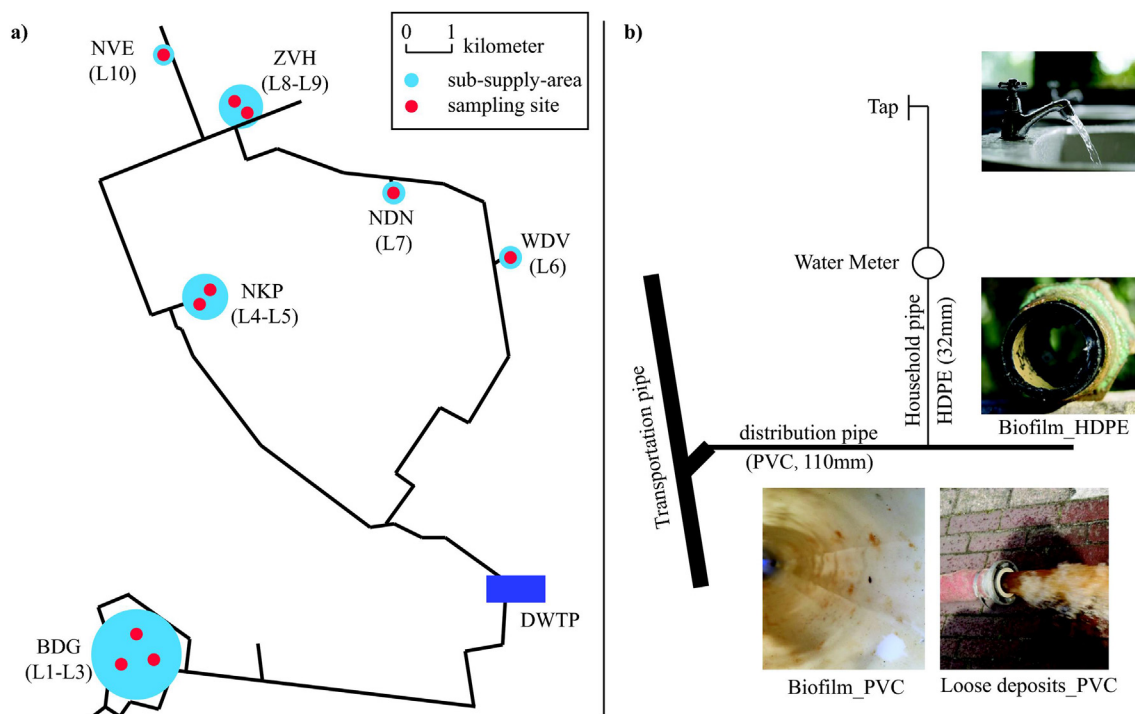 a)
NVE
(L10)
ZVH
(L8-L9)
0 1
kilometer
sub-supply-area
sampling site
NDN
(L7)
WDV
(L6)
NKP
(L4-L5)
DWTP
BDG
(L1-L3)
b)
Tap
Water Meter
Household pipe
HDPE (32mm)
Transportation pipe
distribution pipe
(PVC, 110mm)
Biofilm_HDPE
Biofilm_PVC
Loose deposits_PVC